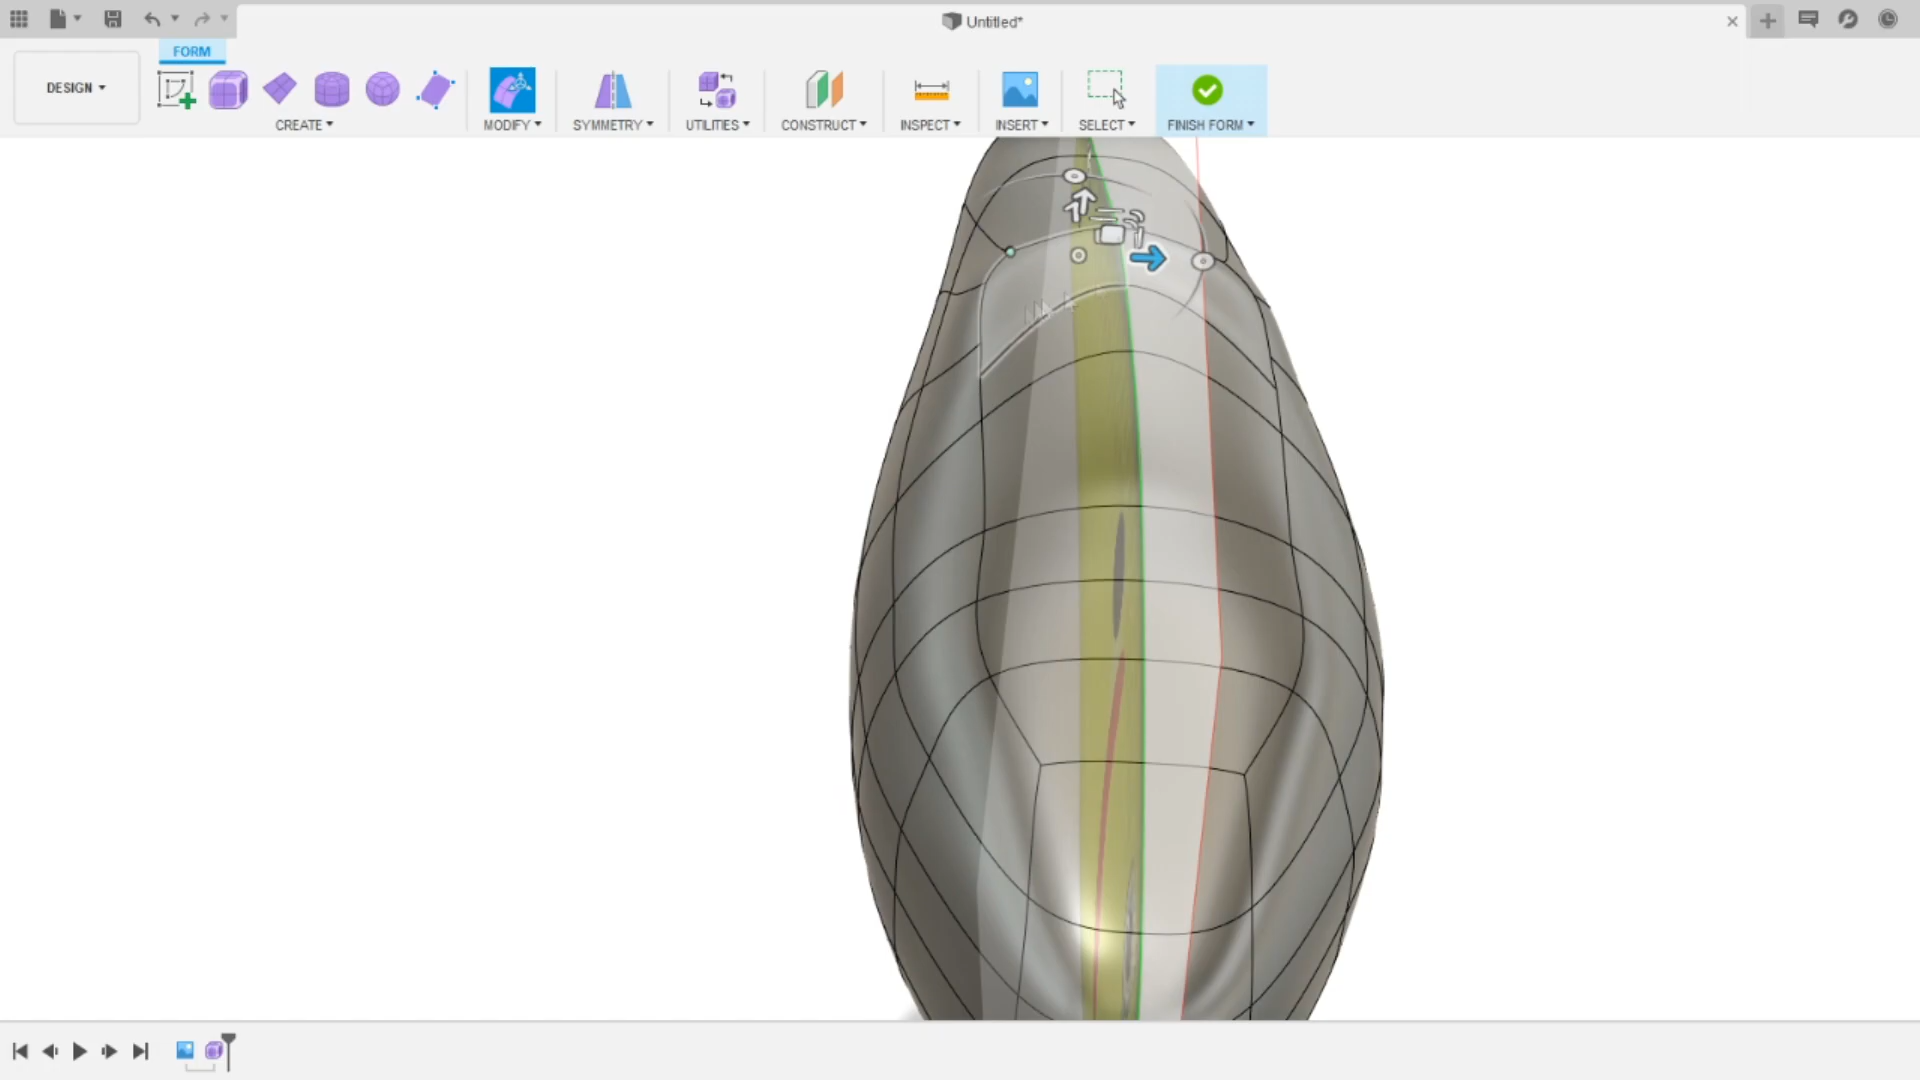 Untitled*
FORM
DESIGN
CREATE
MODIFY
SYMMETRY
UTILITIES
CONSTRUCT
INSPECT
INSERT
SELECT
FINISH FORM